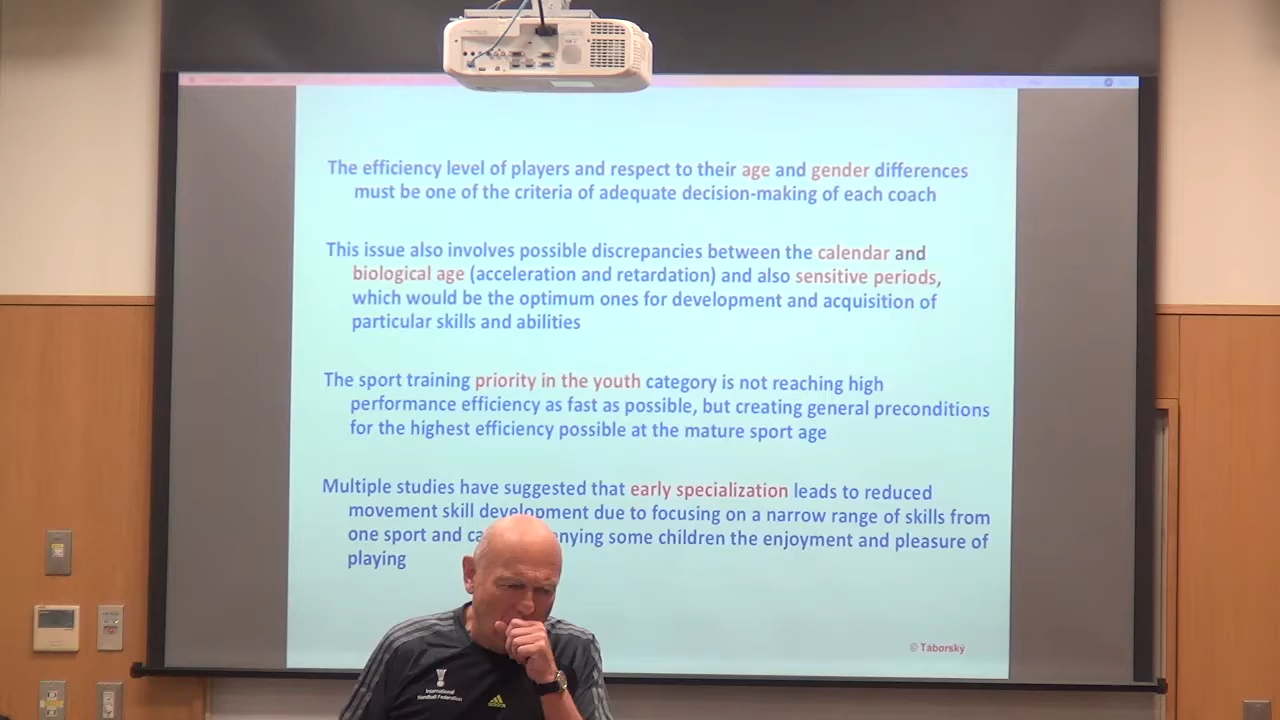 The efficiency level of players and respect to their age and gender differences
must be one of the criteria of adequate decision-making of each coach
This issue also involves possible discrepancies between the calendar and
biological age (acceleration and retardation) and also sensitive periods,
which would be the optimum ones for development and acquisition of
particular skills and abilities
The sport training priority in the youth category is not reaching high
performance efficiency as fast as possible, but creating general preconditions
for the highest efficiency possible at the mature sport age
Multiple studies have suggested that early specialization leads to reduced
movement skill development due to focusing on a narrow range of skills from
one sport and some children the enjoyment and pleasure of
playing
© Táborský
International
Handball Federation
adidas